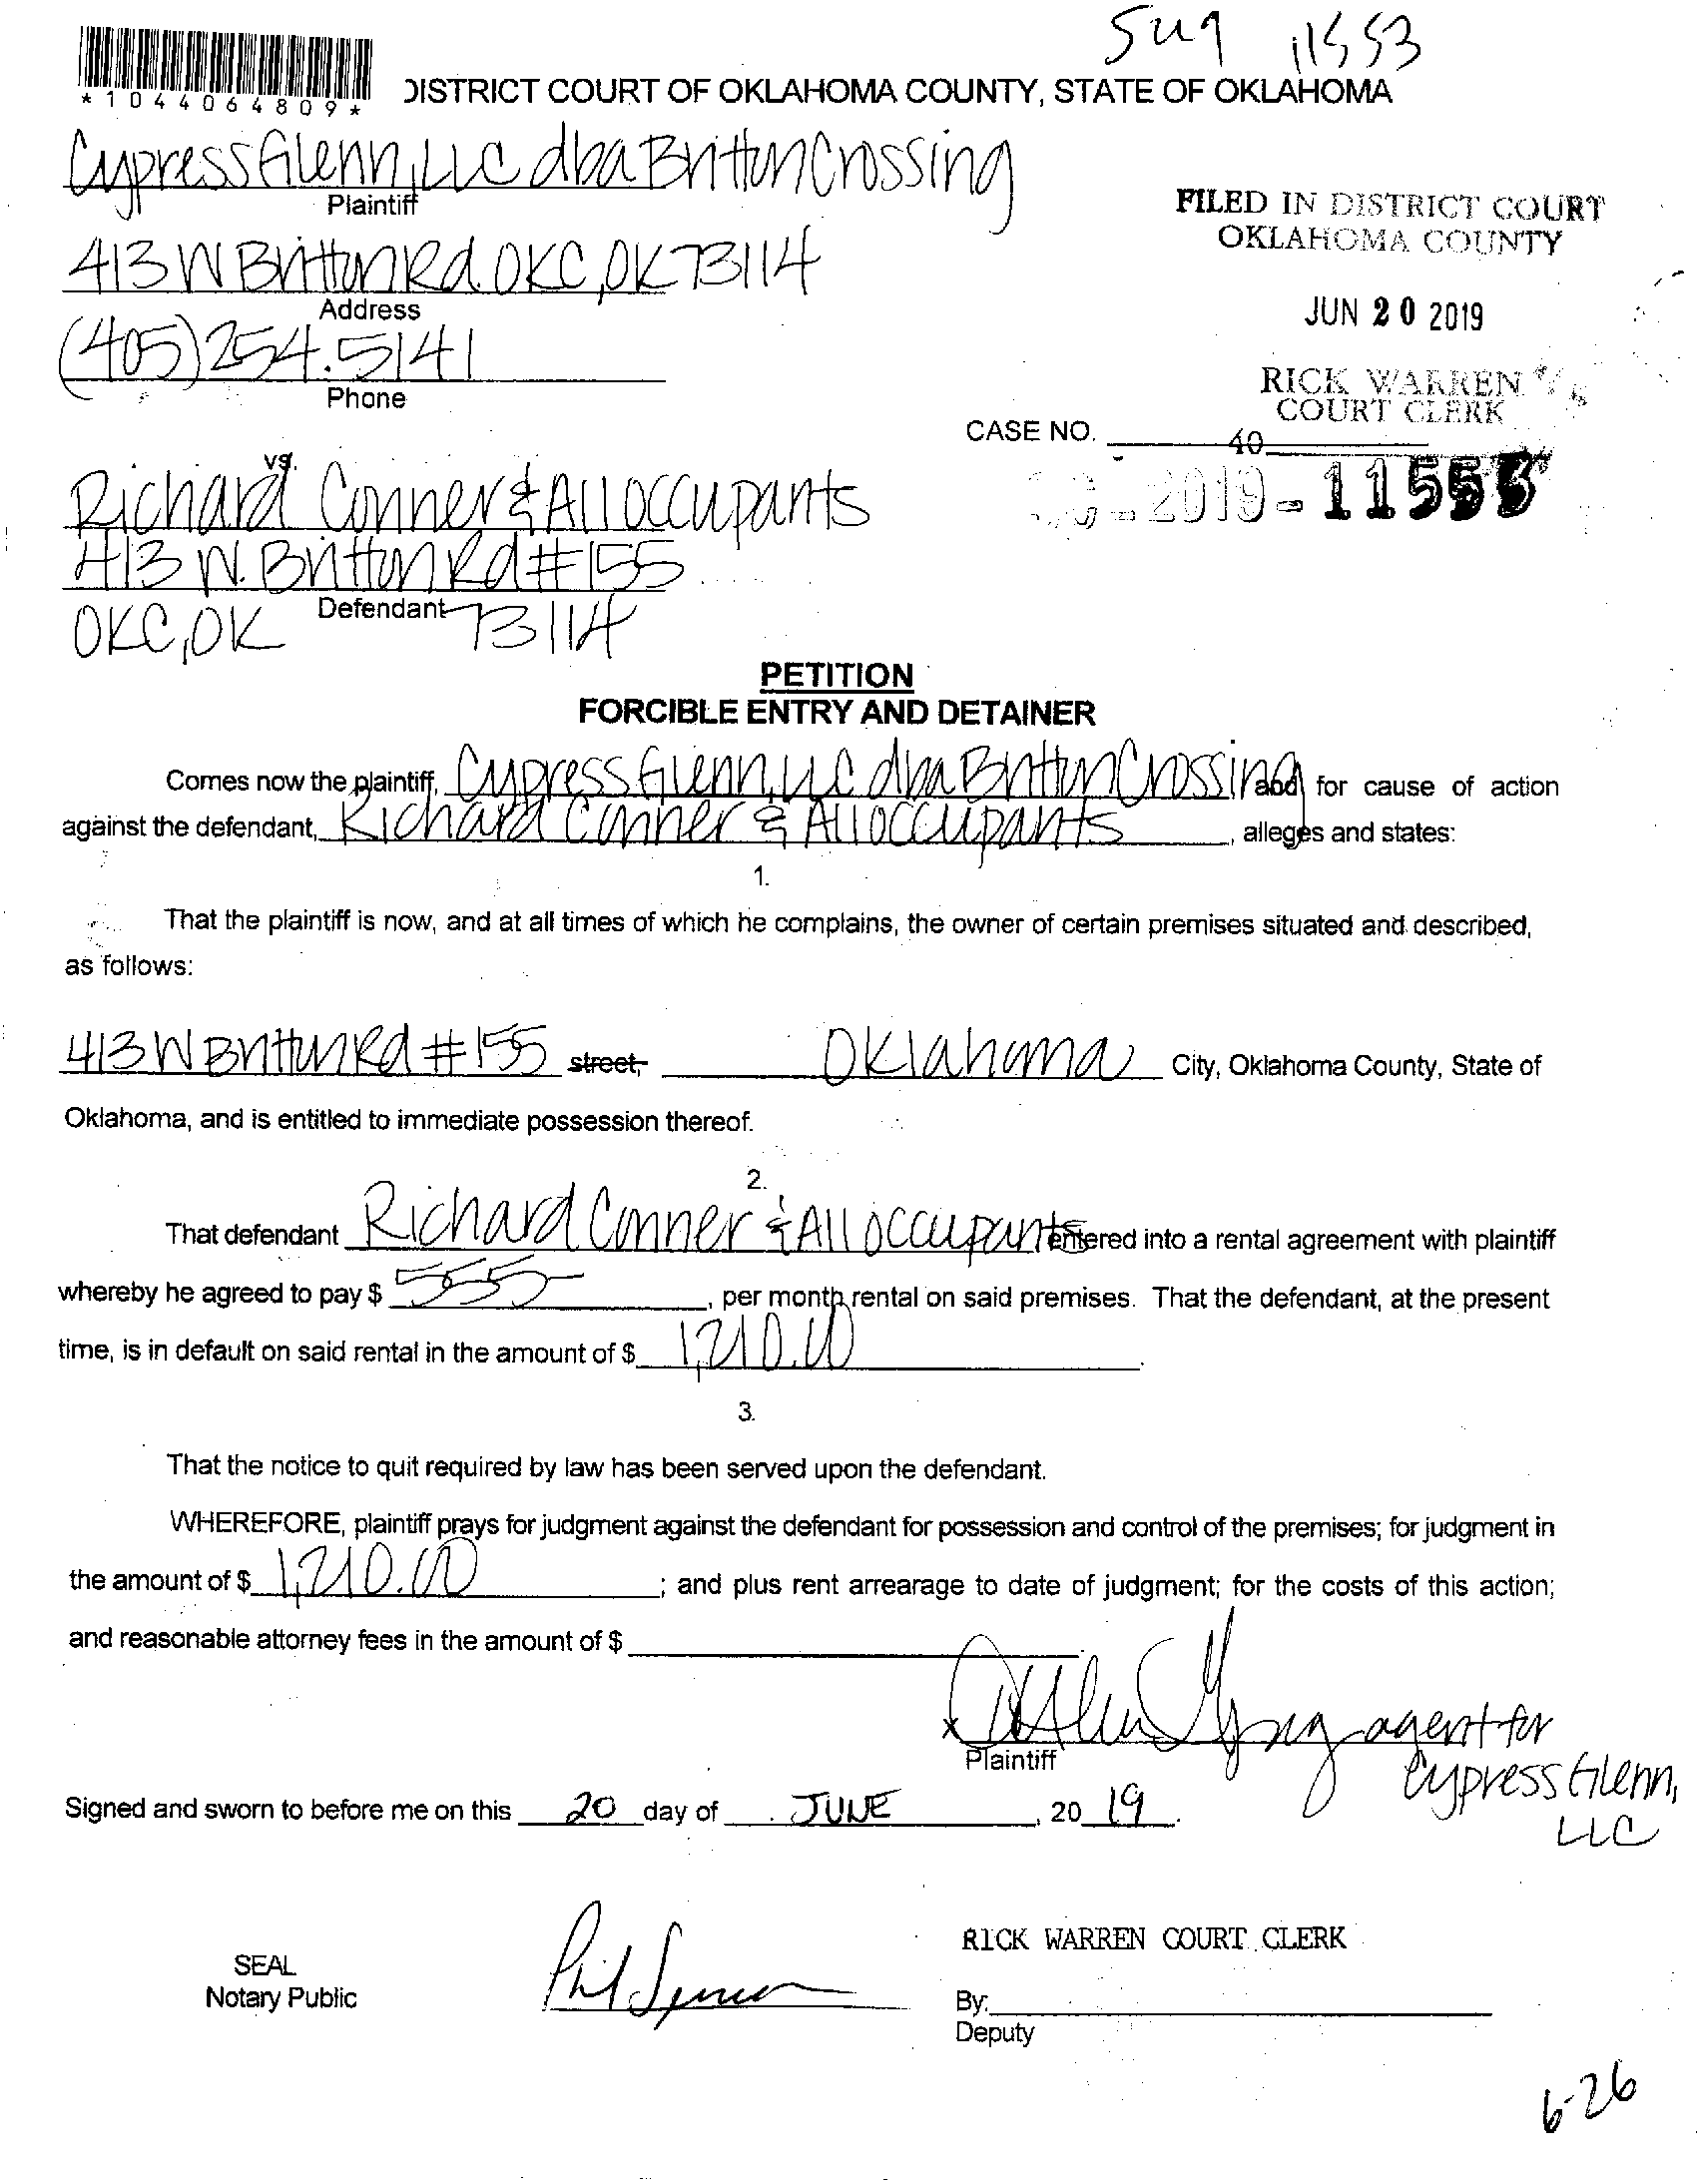 Sug 11553
*1044064809*
DISTRICT COURT OF OKLAHOMA COUNTY, STATE OF OKLAHOMA
Cypress Glenn, LLC dba Britton Crossing
Plaintiff
FILED IN DISTRICT COURT
OKLAHOMA COUNTY
413 W Britton Rd. OKC, OK 73114
Address
JUN 20 2019
(405) 254.5141
Phone
RICK WARREN
COURT CLERK
40
CASE NO.
2019-11553
vs.
Richard Conner & All occupants
413 W. Britton Rd #155
Defendant
OKC, OK 73114
PETITION
FORCIBLE ENTRY AND DETAINER
Comes now the plaintiff, Cypress Glenn, LLC dba Britton Crossing and for cause of action
against the defendant, Richard Conner & All occupants, alleges and states:
1.
That the plaintiff is now, and at all times of which he complains, the owner of certain premises situated and described,
as follows:
413 W Britton Rd #155 street, Oklahoma City, Oklahoma County, State of
Oklahoma, and is entitled to immediate possession thereof.
2.
That defendant Richard Conner & All occupants entered into a rental agreement with plaintiff
whereby he agreed to pay $ 555-, per month rental on said premises. That the defendant, at the present
time, is in default on said rental in the amount of $ 1,210.00.
3.
That the notice to quit required by law has been served upon the defendant.
WHEREFORE, plaintiff prays for judgment against the defendant for possession and control of the premises; for judgment in
the amount of $ 1,210.00; and plus rent arrearage to date of judgment; for the costs of this action;
and reasonable attorney fees in the amount of $
x agent for
Plaintiff
Cypress Glenn,
LLC
Signed and sworn to before me on this 20 day of JUNE, 20 19.
RICK WARREN COURT CLERK
SEAL
Notary Public
By:
Deputy
6-26